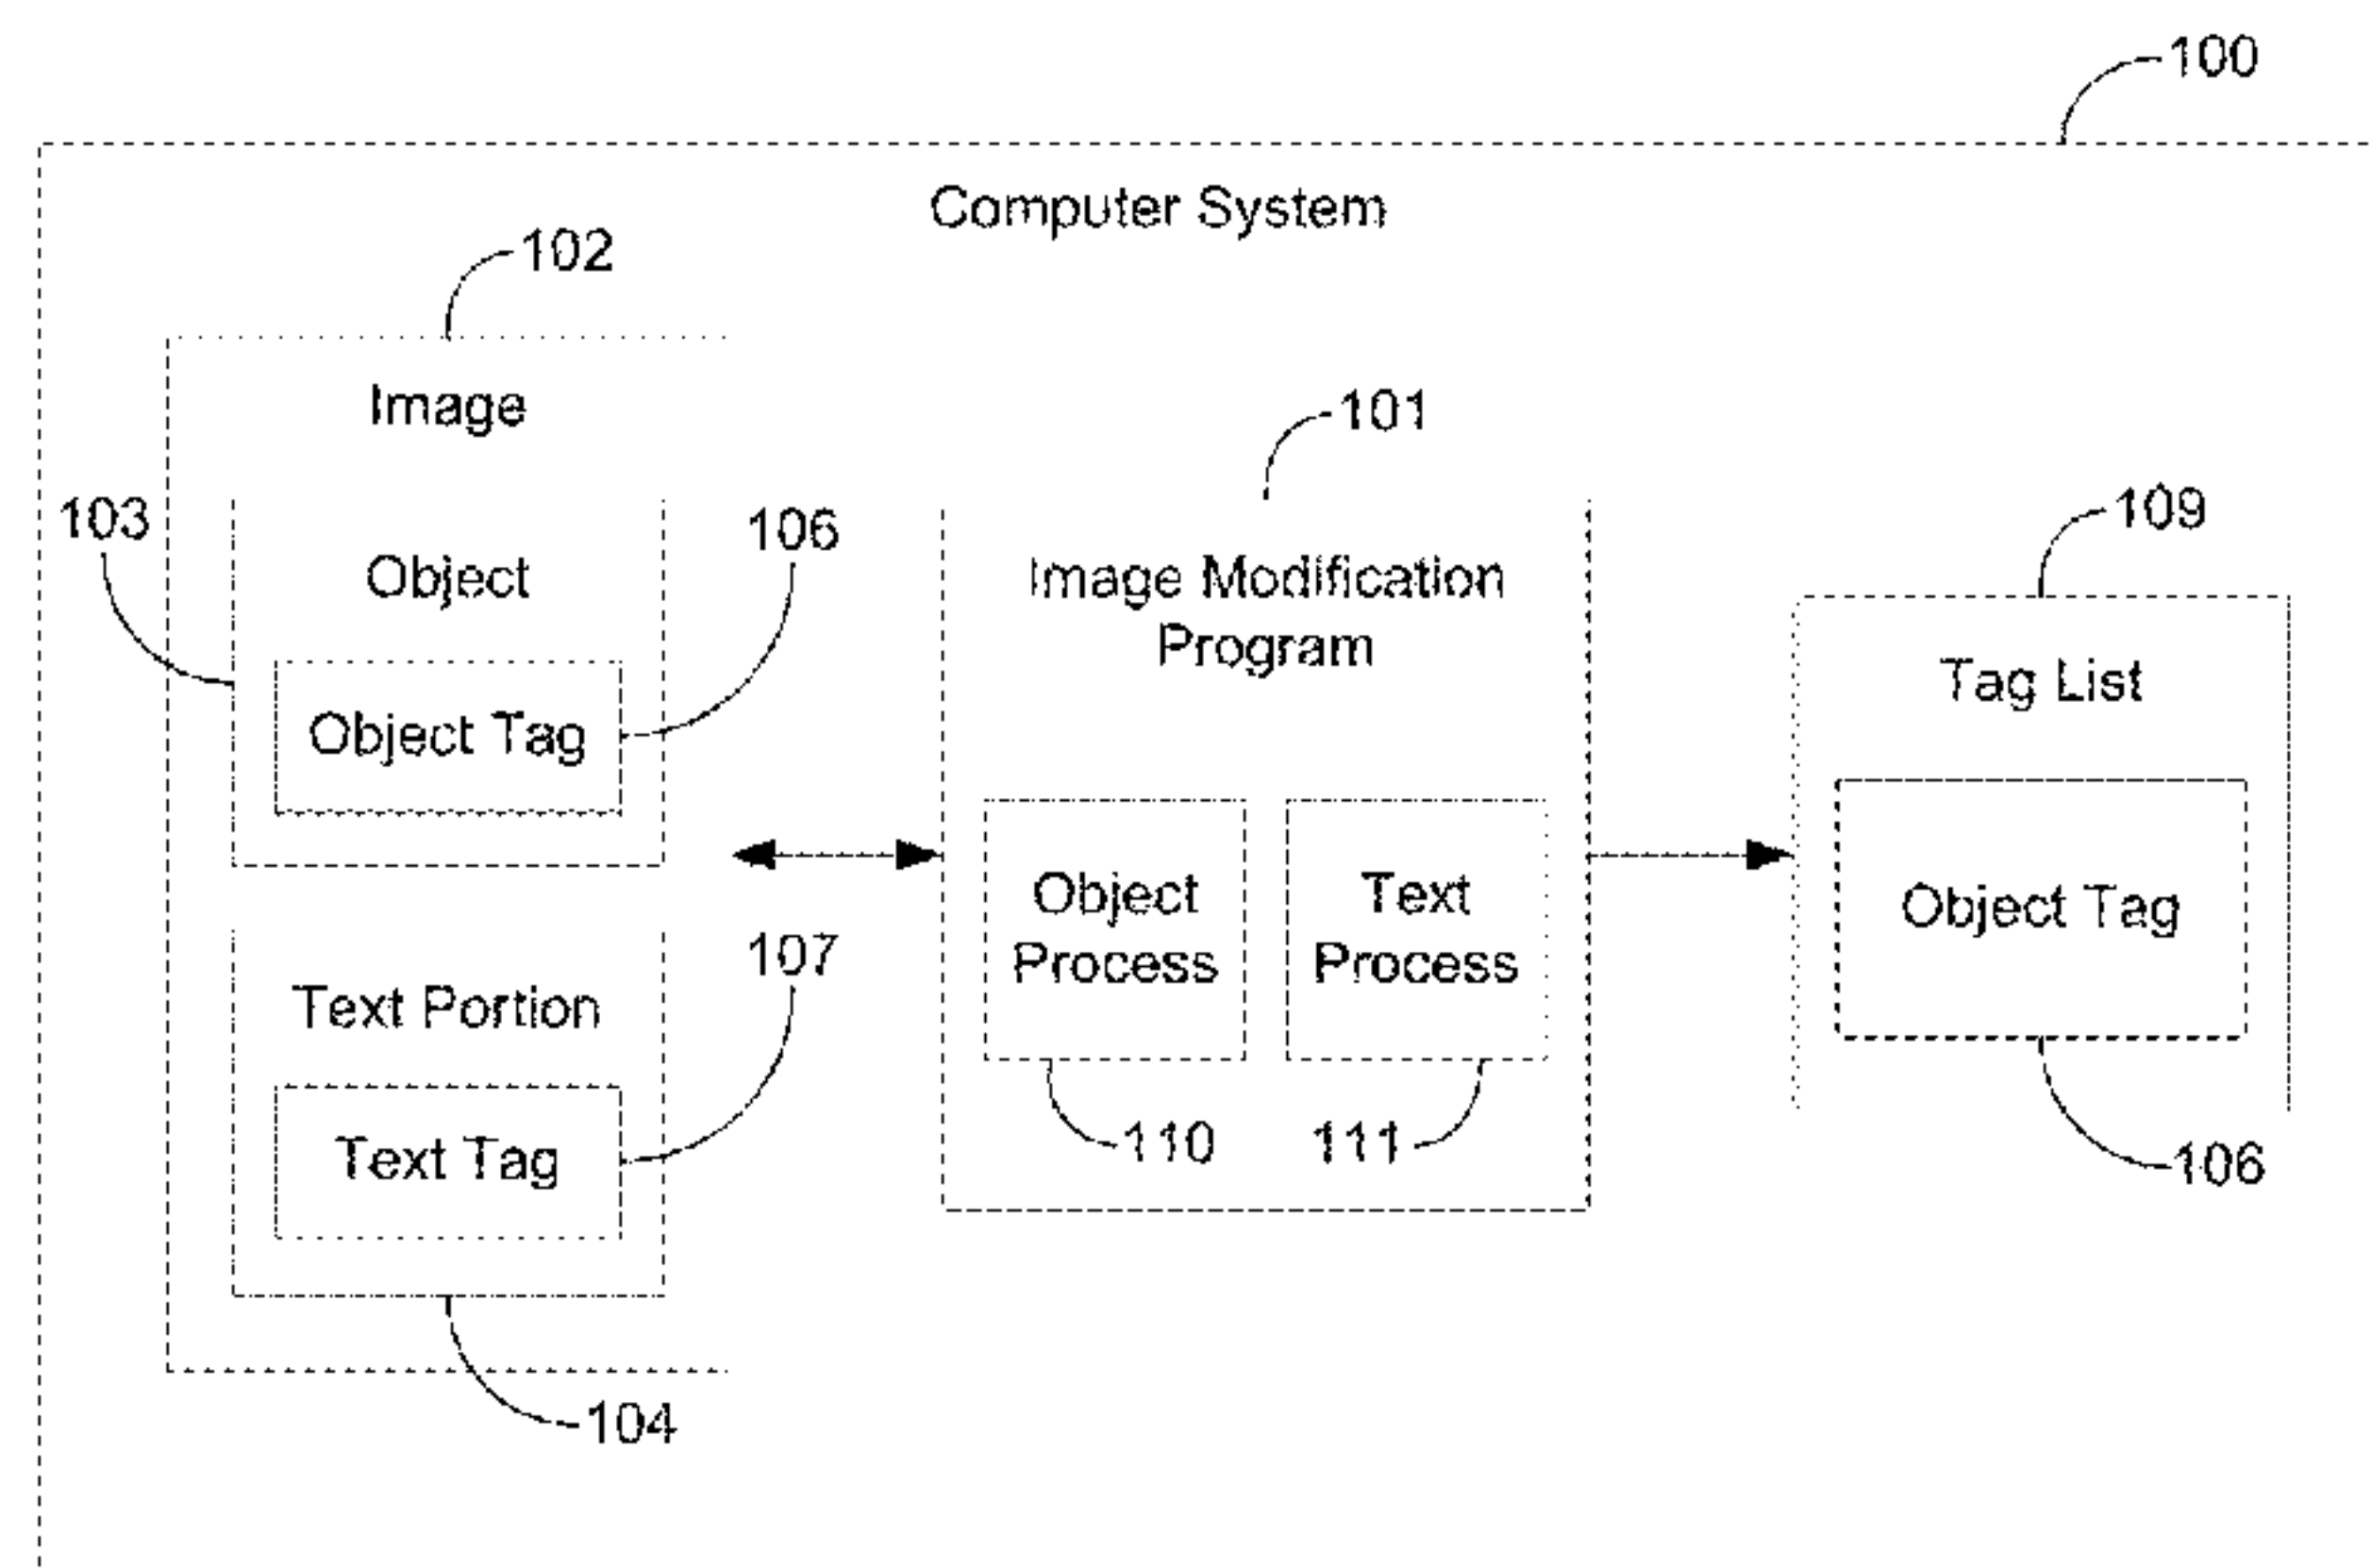 100
Computer System
102
Image
101
103
Object
106
Image Modification
Program
109
Tag List
Object Tag
Object
Process
Text
Process
Object Tag
107
Text Portion
Text Tag
110
111
106
104